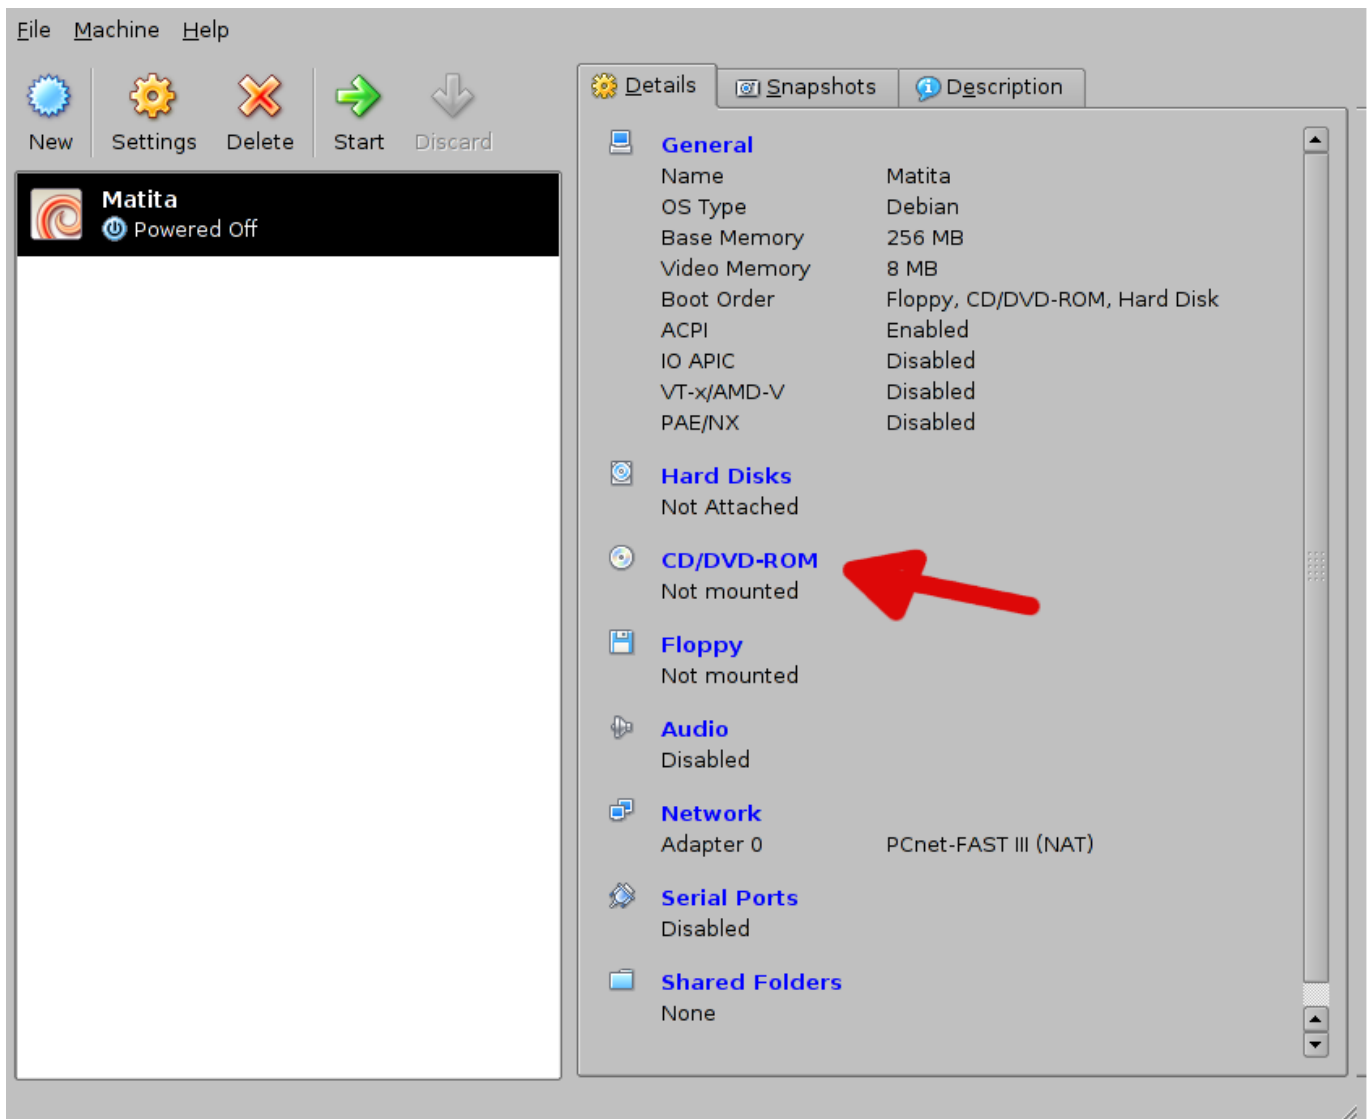 File Machine Help
New Settings Delete Start Discard
Matita
Powered Off
Details Snapshots Description
General
Name Matita
OS Type Debian
Base Memory 256 MB
Video Memory 8 MB
Boot Order Floppy, CD/DVD-ROM, Hard Disk
ACPI Enabled
IO APIC Disabled
VT-x/AMD-V Disabled
PAE/NX Disabled
Hard Disks
Not Attached
CD/DVD-ROM
Not mounted
Floppy
Not mounted
Audio
Disabled
Network
Adapter 0 PCnet-FAST III (NAT)
Serial Ports
Disabled
Shared Folders
None